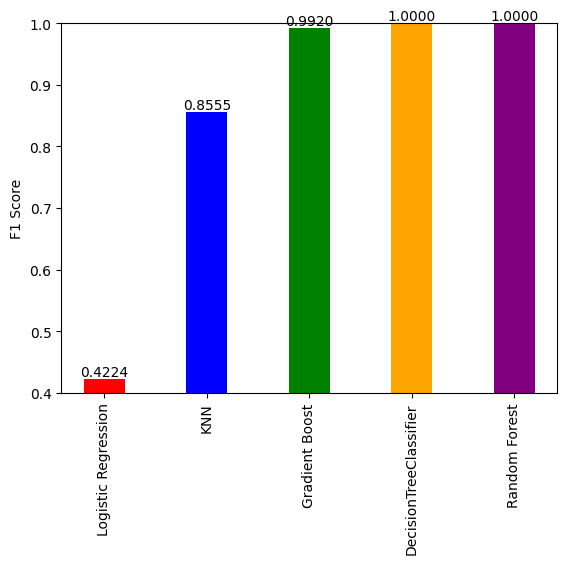 0.4224
0.8555
0.9920
1.0000
1.0000
1.0
0.9
0.8
0.7
0.6
0.5
0.4
F1 Score
Logistic Regression
KNN
Gradient Boost
DecisionTreeClassifier
Random Forest